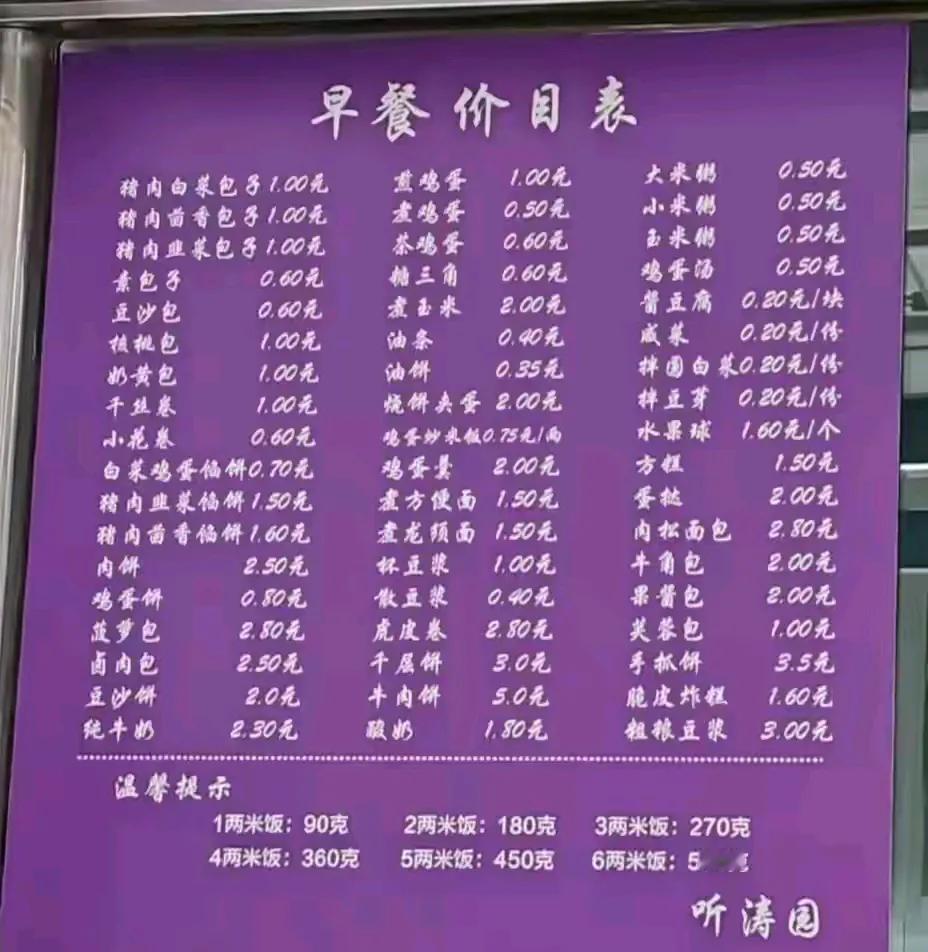 早餐价目表
猪肉白菜包子 1.00元 煎鸡蛋 1.00元 大米粥 0.50元
猪肉茴香包子 1.00元 煮鸡蛋 0.50元 小米粥 0.50元
猪肉韭菜包子 1.00元 茶鸡蛋 0.60元 玉米粥 0.50元
素包子 0.60元 糖三角 0.60元 鸡蛋汤 0.50元
豆沙包 0.60元 煮玉米 2.00元 酱豆腐 0.20元/块
核桃包 1.00元 油条 0.40元 咸菜 0.20元/份
奶黄包 1.00元 油饼 0.35元 拌圆白菜 0.20元/份
千丝卷 1.00元 烧饼夹蛋 2.00元 拌豆芽 0.20元/份
小花卷 0.60元 鸡蛋炒米饭 0.75元/两 水果球 1.60元/个
白菜鸡蛋馅饼 0.70元 鸡蛋羹 2.00元 方糕 1.50元
猪肉韭菜馅饼 1.50元 煮方便面 1.50元 蛋挞 2.00元
猪肉茴香馅饼 1.60元 煮龙须面 1.50元 肉松面包 2.80元
肉饼 2.50元 杯豆浆 1.00元 牛角包 2.00元
鸡蛋饼 0.80元 散豆浆 0.40元 果酱包 2.00元
菠萝包 2.80元 虎皮卷 2.80元 芙蓉包 1.00元
卤肉包 2.50元 千层饼 3.0元 手抓饼 3.5元
豆沙饼 2.0元 牛肉饼 5.0元 脆皮炸糕 1.60元
纯牛奶 2.30元 酸奶 1.80元 粗粮豆浆 3.00元
温馨提示
1两米饭：90克 2两米饭：180克 3两米饭：270克
4两米饭：360克 5两米饭：450克 6两米饭：5
听涛园